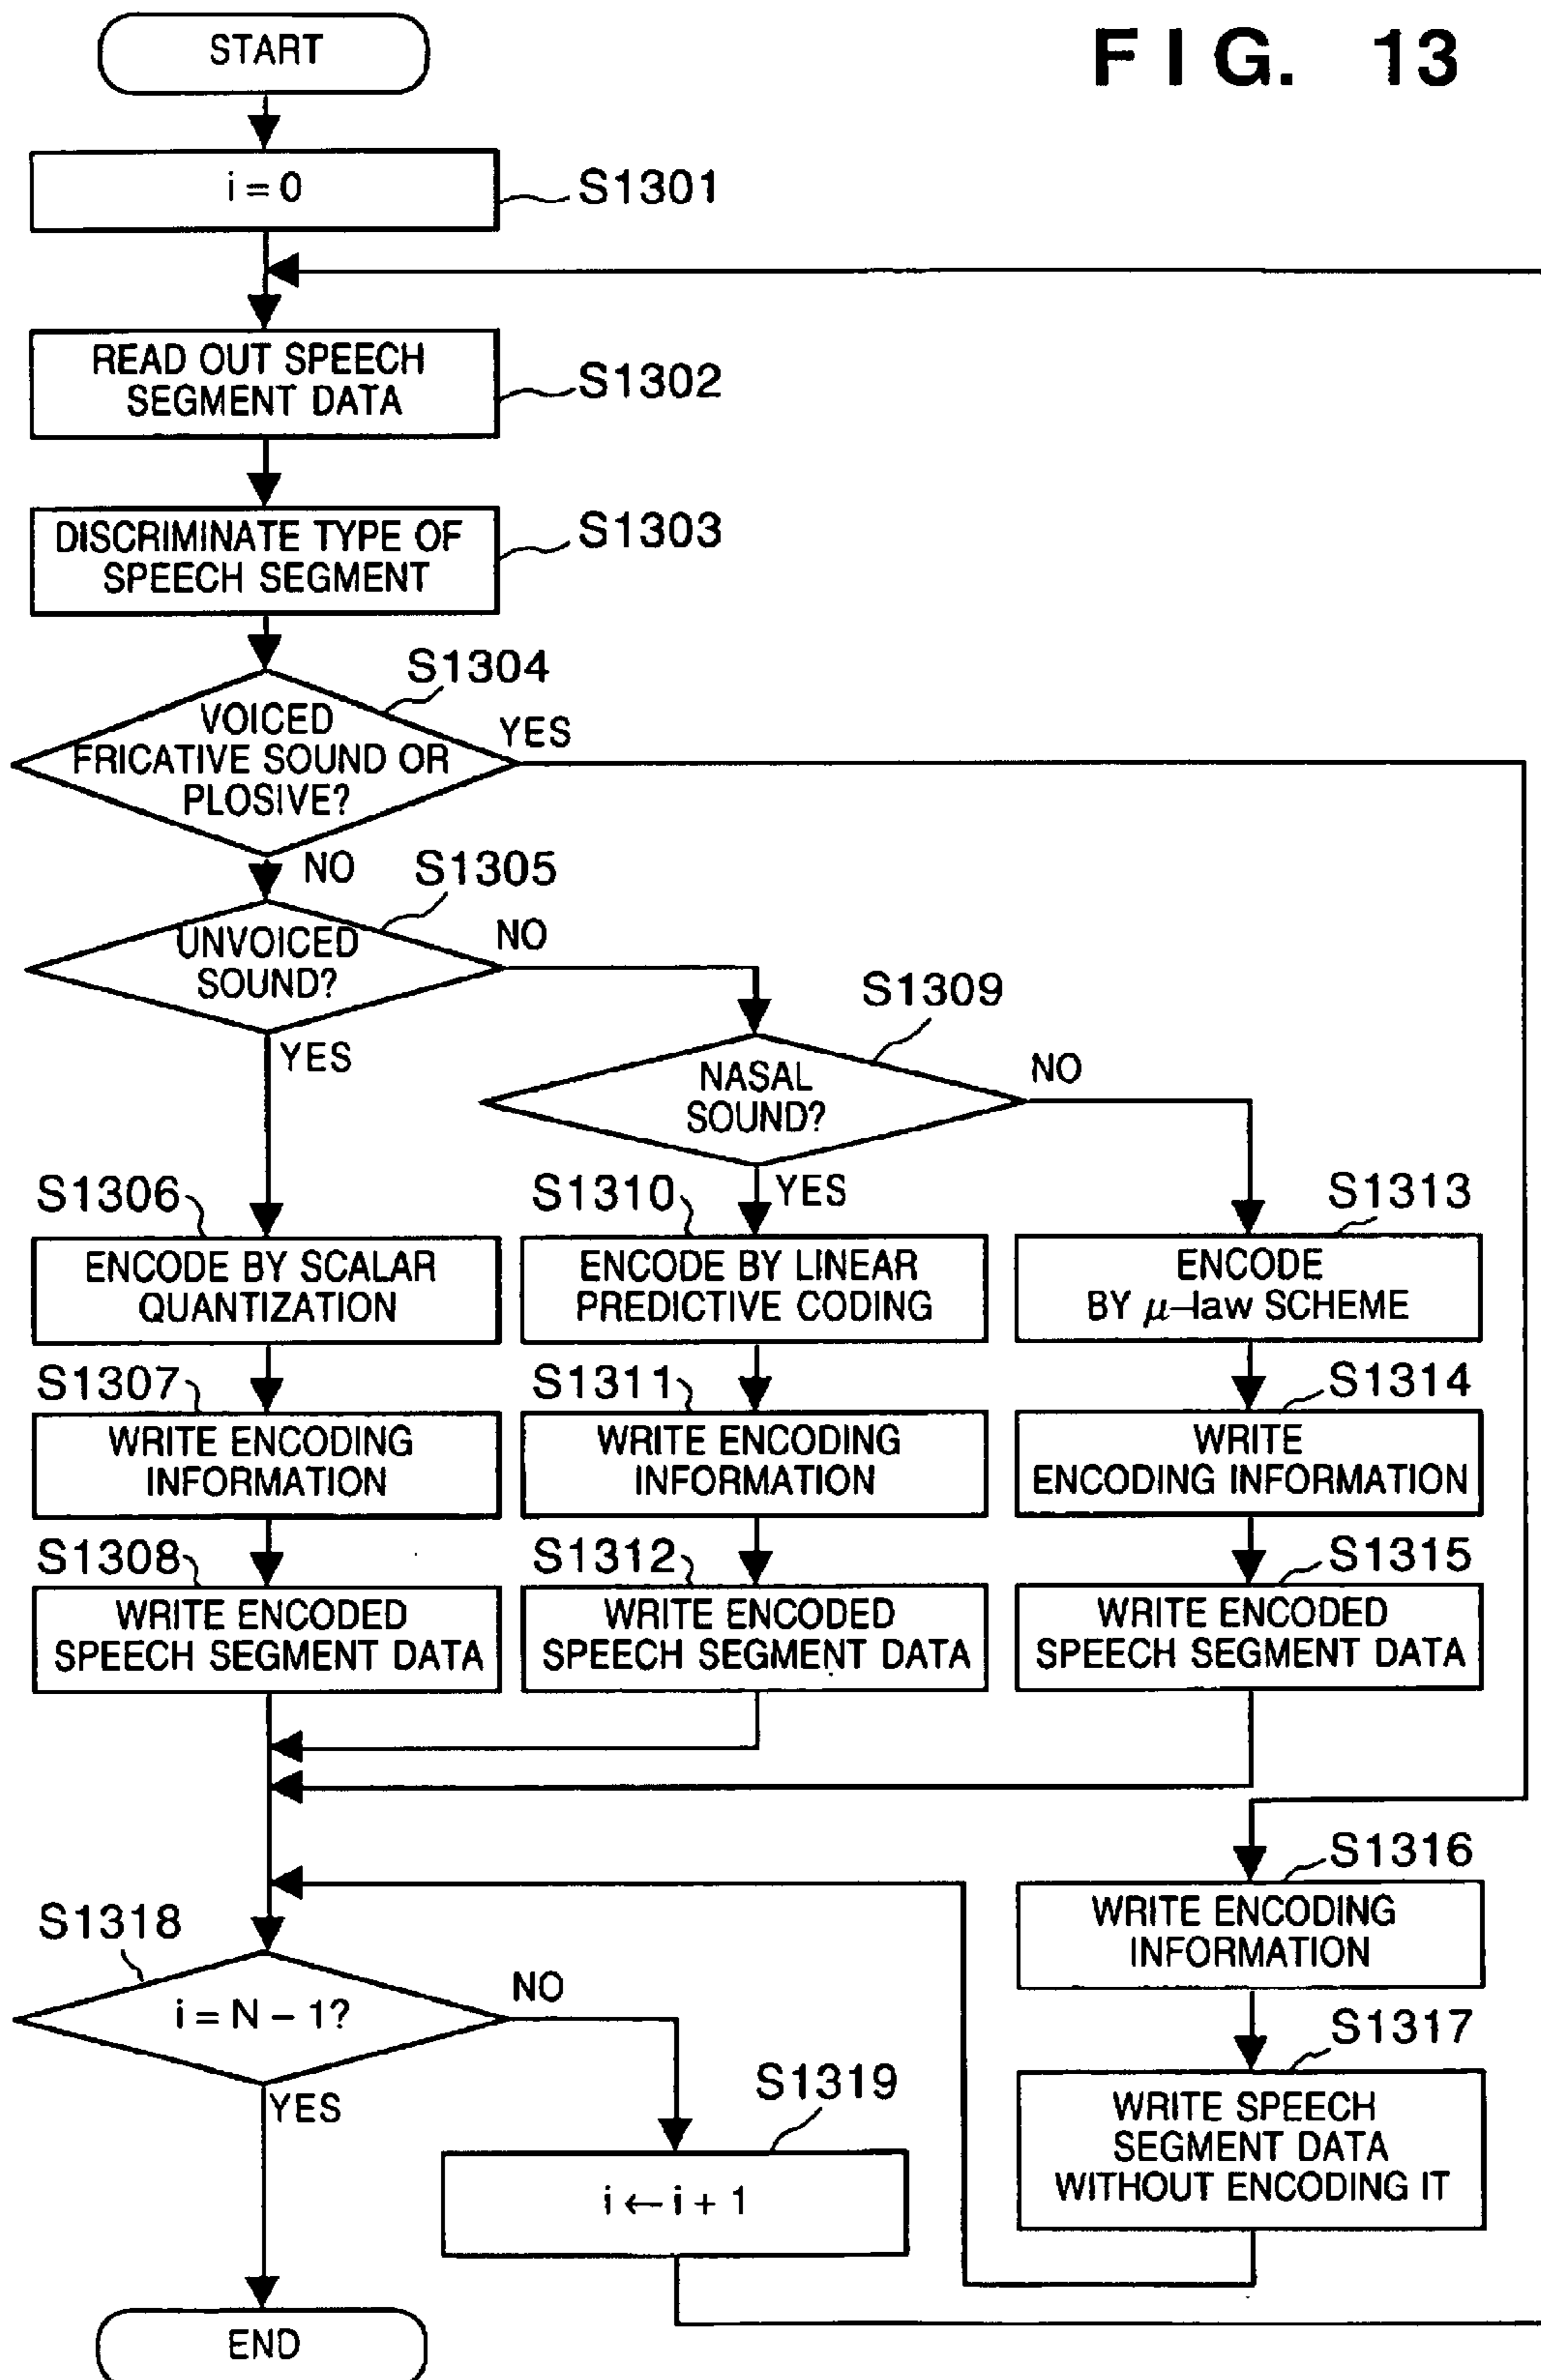 FIG. 13
START
i = 0
S1301
READ OUT SPEECH
SEGMENT DATA
S1302
DISCRIMINATE TYPE OF
SPEECH SEGMENT
S1303
S1304
VOICED
FRICATIVE SOUND OR
PLOSIVE?
YES
NO
S1305
UNVOICED
SOUND?
NO
YES
S1309
NASAL
SOUND?
NO
YES
S1306
ENCODE BY SCALAR
QUANTIZATION
S1310
ENCODE BY LINEAR
PREDICTIVE CODING
S1313
ENCODE
BY μ–law SCHEME
S1307
WRITE ENCODING
INFORMATION
S1311
WRITE ENCODING
INFORMATION
S1314
WRITE
ENCODING INFORMATION
S1308
WRITE ENCODED
SPEECH SEGMENT DATA
S1312
WRITE ENCODED
SPEECH SEGMENT DATA
S1315
WRITE ENCODED
SPEECH SEGMENT DATA
S1316
WRITE ENCODING
INFORMATION
S1317
WRITE SPEECH
SEGMENT DATA
WITHOUT ENCODING IT
S1318
i = N – 1?
NO
YES
S1319
i ← i + 1
END